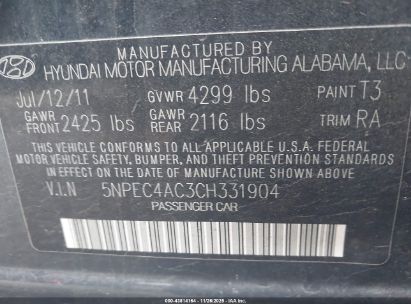 MANUFACTURED BY
HYUNDAI MOTOR MANUFACTURING ALABAMA, LLC
Jul/12/11 GVWR 4299 lbs PAINT T3
GAWR FRONT 2425 lbs GAWR REAR 2116 lbs TRIM RA
THIS VEHICLE CONFORMS TO ALL APPLICABLE U.S.A. FEDERAL
MOTOR VEHICLE SAFETY, BUMPER, AND THEFT PREVENTION STANDARDS
IN EFFECT ON THE DATE OF MANUFACTURE SHOWN ABOVE.
V.I.N 5NPEC4AC3CH331904
PASSENGER CAR